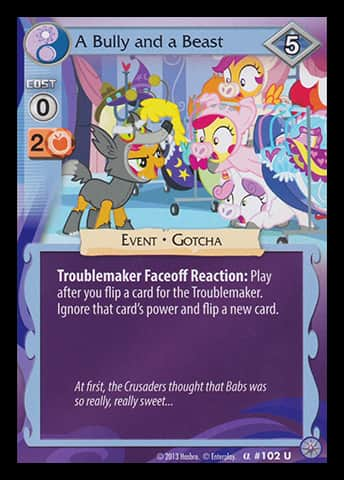 A Bully and a Beast
5
COST
0
2
EVENT • GOTCHA
Troublemaker Faceoff Reaction: Play
after you flip a card for the Troublemaker.
Ignore that card's power and flip a new card.
At first, the Crusaders thought that Babs was
so really, really sweet...
© 2013 Hasbro. © Enterplay. α #102 U